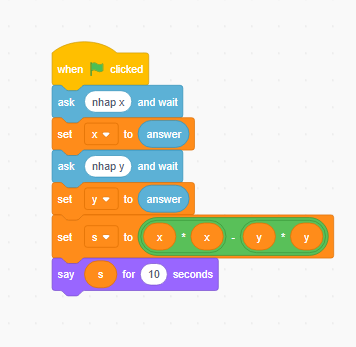 when clicked
ask nhap x and wait
set x to answer
ask nhap y and wait
set y to answer
set s to x * x - y * y
say s for 10 seconds